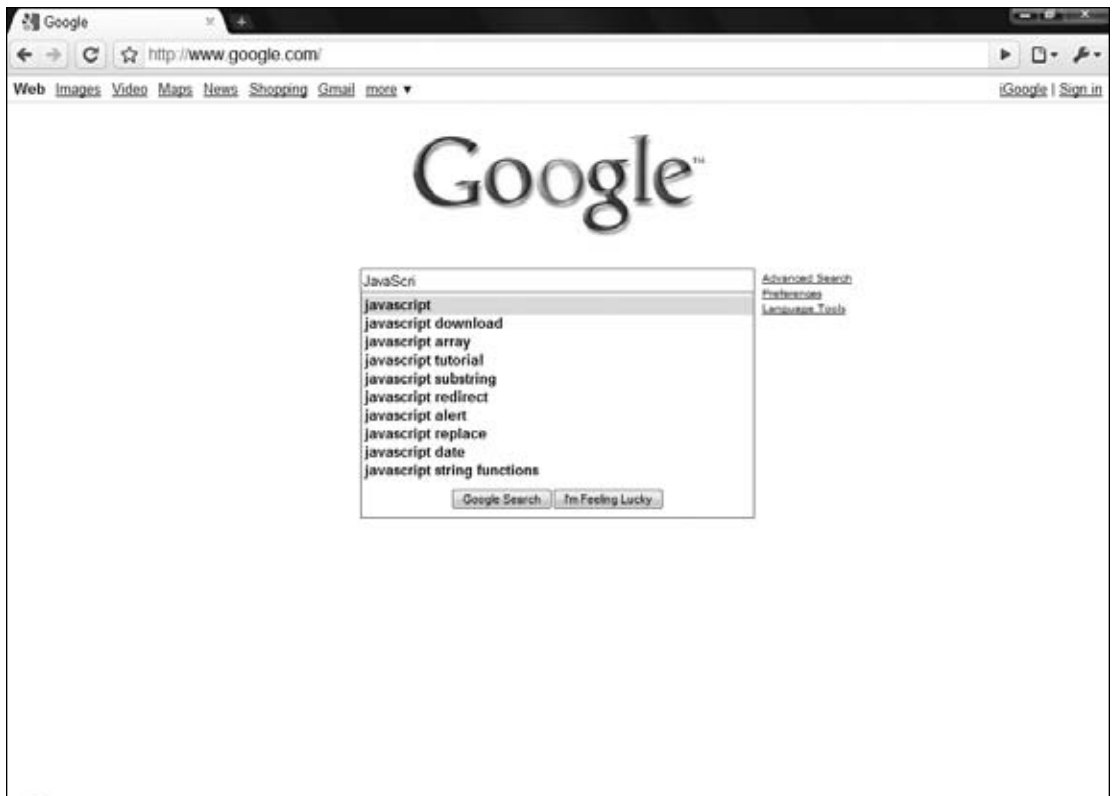 Google
http://www.google.com/
Web Images Video Maps News Shopping Gmail more ▼
iGoogle | Sign in
Google™
JavaScri
Advanced Search
Preferences
Language Tools
javascript
javascript download
javascript array
javascript tutorial
javascript substring
javascript redirect
javascript alert
javascript replace
javascript date
javascript string functions
Google Search
I'm Feeling Lucky